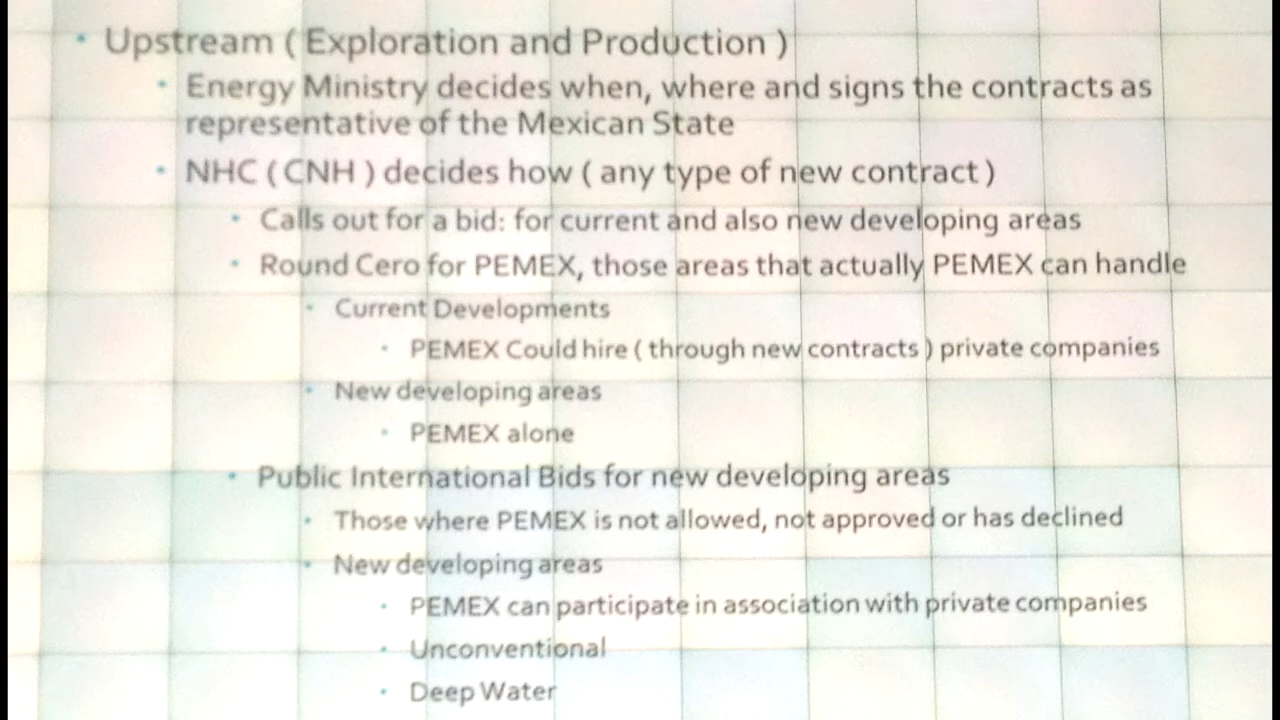 • Upstream ( Exploration and Production )
• Energy Ministry decides when, where and signs the contracts as
representative of the Mexican State
• NHC ( CNH ) decides how ( any type of new contract )
• Calls out for a bid: for current and also new developing areas
• Round Cero for PEMEX, those areas that actually PEMEX can handle
• Current Developments
• PEMEX Could hire ( through new contracts ) private companies
• New developing areas
• PEMEX alone
• Public International Bids for new developing areas
• Those where PEMEX is not allowed, not approved or has declined
• New developing areas
• PEMEX can participate in association with private companies
• Unconventional
• Deep Water